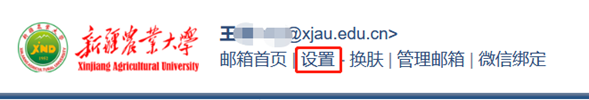 新疆农业大学
Xinjiang Agricultural University
XND
王 @xjau.edu.cn>
邮箱首页 | 设置 - 换肤 | 管理邮箱 | 微信绑定